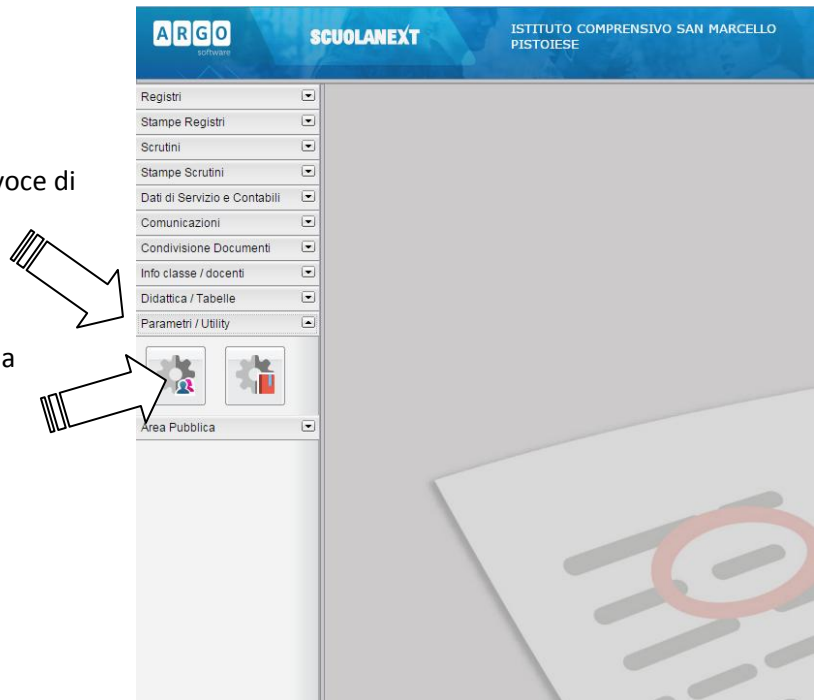 ARGO
software
SCUOLANEXT
ISTITUTO COMPRENSIVO SAN MARCELLO
PISTOIESE
Registri
Stampe Registri
Scrutini
Stampe Scrutini
voce di
Dati di Servizio e Contabili
Comunicazioni
Condivisione Documenti
Info classe / docenti
Didattica / Tabelle
Parametri / Utility
a
Area Pubblica